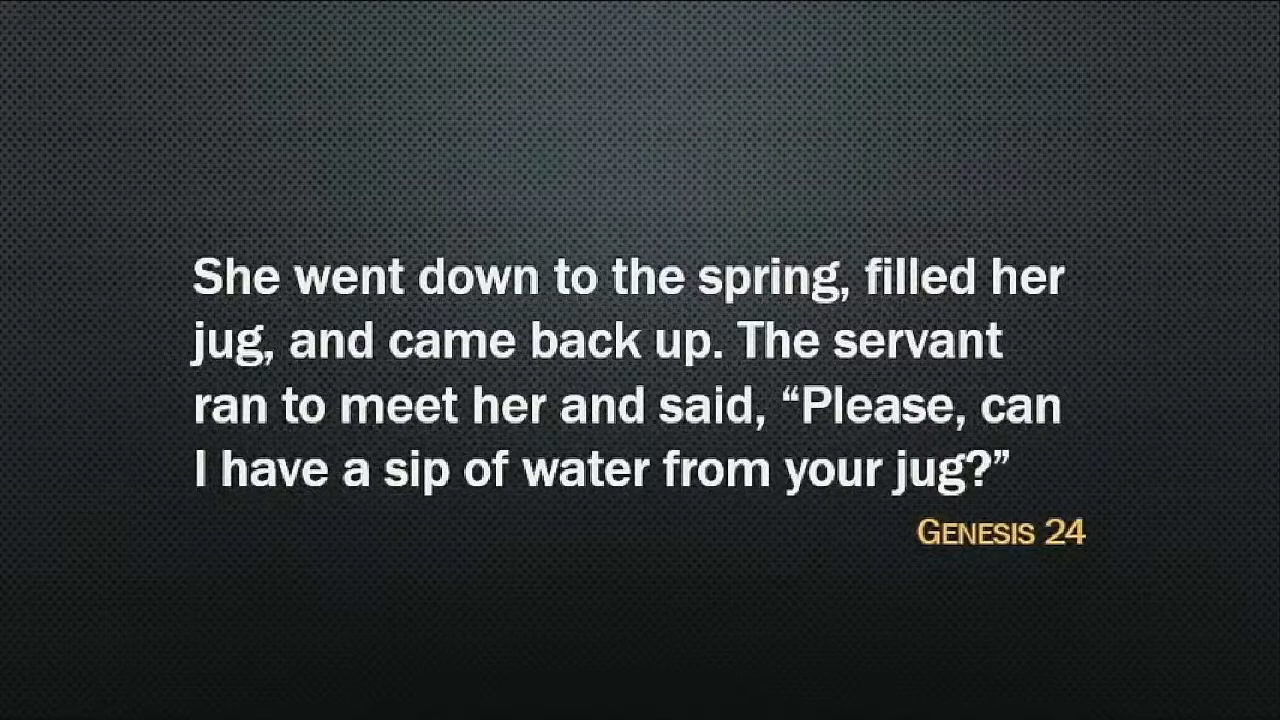 She went down to the spring, filled her
jug, and came back up. The servant
ran to meet her and said, “Please, can
I have a sip of water from your jug?”
GENESIS 24